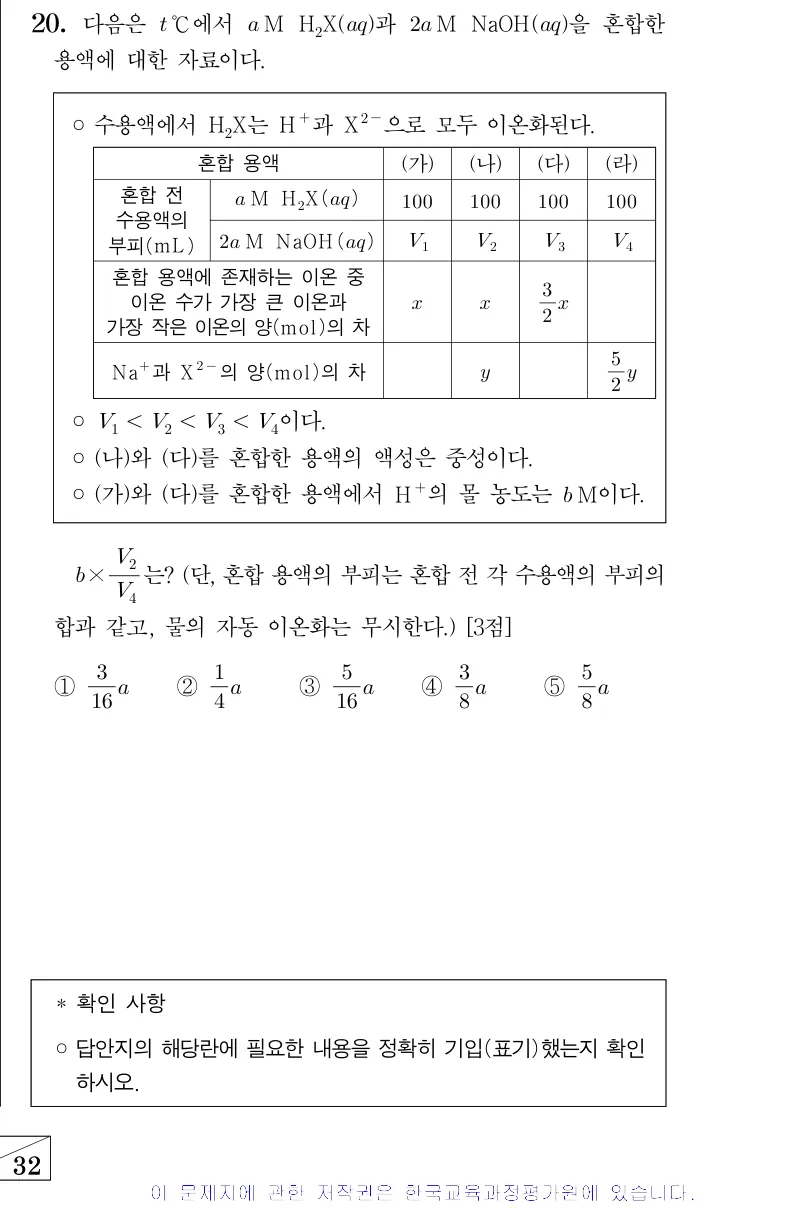 20. 다음은 t℃에서 a M H₂X(aq)과 2a M NaOH(aq)을 혼합한
용액에 대한 자료이다.
○ 수용액에서 H₂X는 H⁺과 X²⁻으로 모두 이온화된다.
혼합 용액 (가) (나) (다) (라)
혼합 전
수용액의
부피(mL)
a M H₂X(aq) 100 100 100 100
2a M NaOH(aq) V₁ V₂ V₃ V₄
혼합 용액에 존재하는 이온 중
이온 수가 가장 큰 이온과
가장 작은 이온의 양(mol)의 차
x x 3/2 x
Na⁺과 X²⁻의 양(mol)의 차 y 5/2 y
○ V₁ < V₂ < V₃ < V₄이다.
○ (나)와 (다)를 혼합한 용액의 액성은 중성이다.
○ (가)와 (다)를 혼합한 용액에서 H⁺의 몰 농도는 b M이다.
b× V₂/V₄ 는? (단, 혼합 용액의 부피는 혼합 전 각 수용액의 부피의
합과 같고, 물의 자동 이온화는 무시한다.) [3점]
① 3/16 a ② 1/4 a ③ 5/16 a ④ 3/8 a ⑤ 5/8 a
* 확인 사항
○ 답안지의 해당란에 필요한 내용을 정확히 기입(표기)했는지 확인
하시오.
32
이 문제지에 관한 저작권은 한국교육과정평가원에 있습니다.